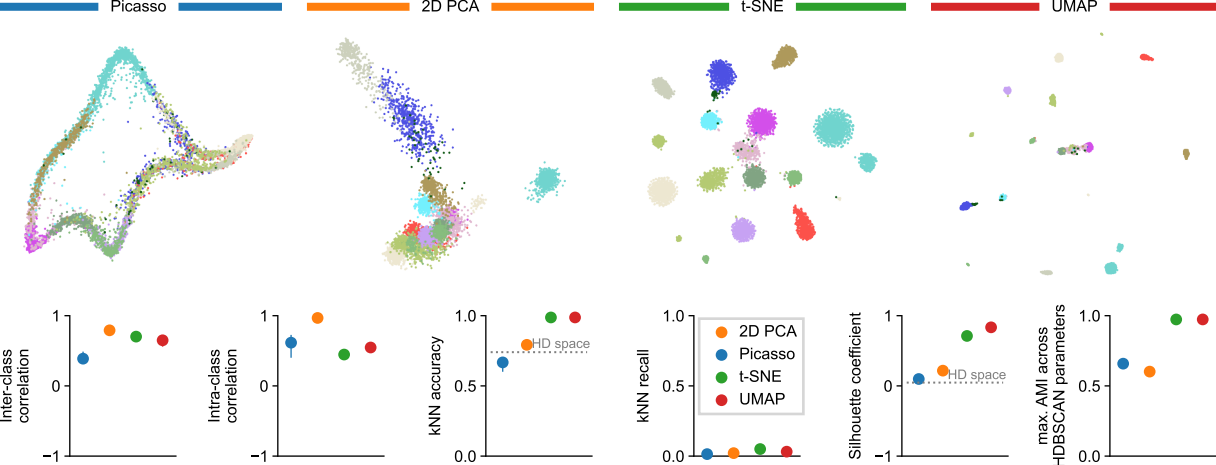 Picasso
2D PCA
t-SNE
UMAP
Inter-class
correlation
1
0
−1
Intra-class
correlation
1
0
−1
kNN accuracy
1.0
0.5
0.0
HD space
kNN recall
1.0
0.5
0.0
2D PCA
Picasso
t-SNE
UMAP
Silhouette coefficient
1
0
−1
HD space
max. AMI across
HDBSCAN parameters
1.0
0.5
0.0